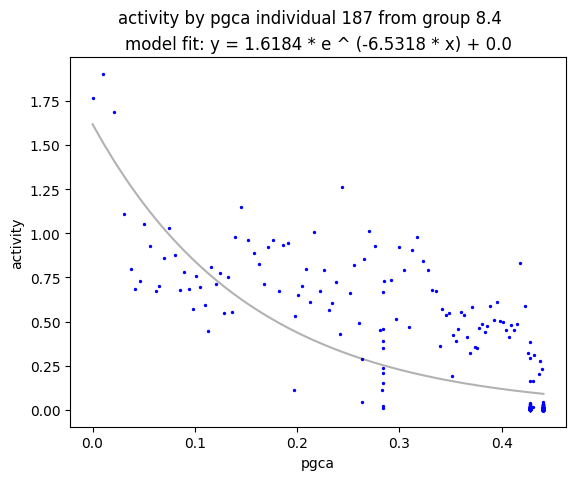 activity by pgca individual 187 from group 8.4
model fit: y = 1.6184 * e ^ (-6.5318 * x) + 0.0
1.75
1.50
1.25
1.00
0.75
0.50
0.25
0.00
activity
0.0 0.1 0.2 0.3 0.4
pgca